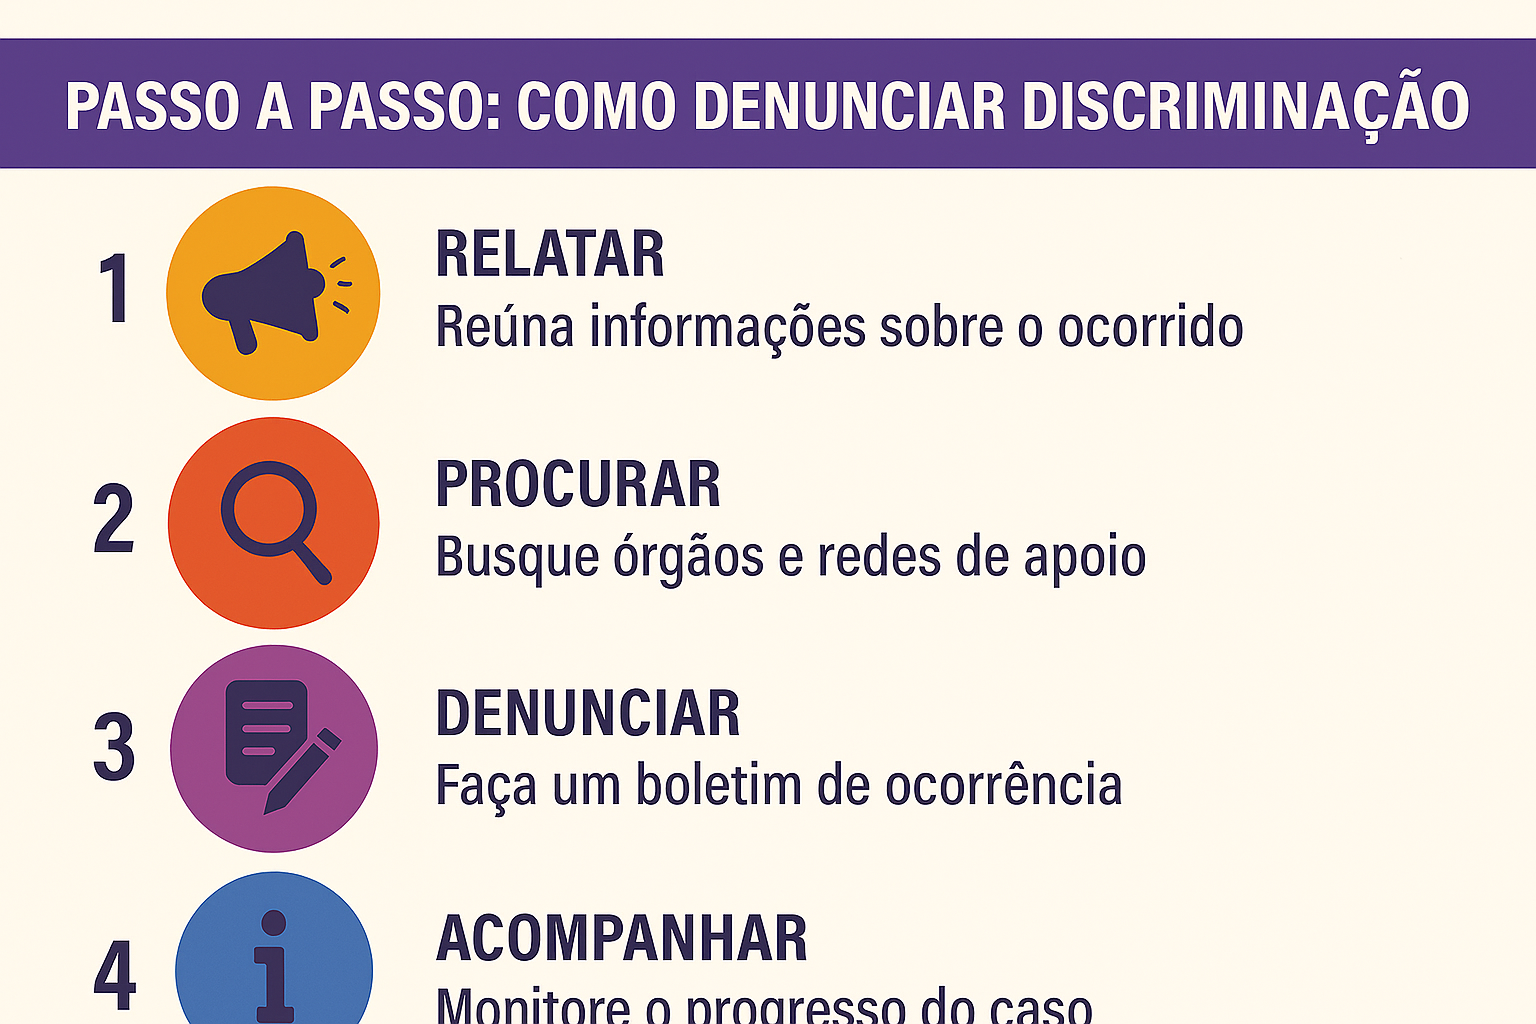 PASSO A PASSO: COMO DENUNCIAR DISCRIMINAÇÃO
1
RELATAR
Reúna informações sobre o ocorrido
2
PROCURAR
Busque órgãos e redes de apoio
3
DENUNCIAR
Faça um boletim de ocorrência
4
ACOMPANHAR
Monitore o progresso do caso